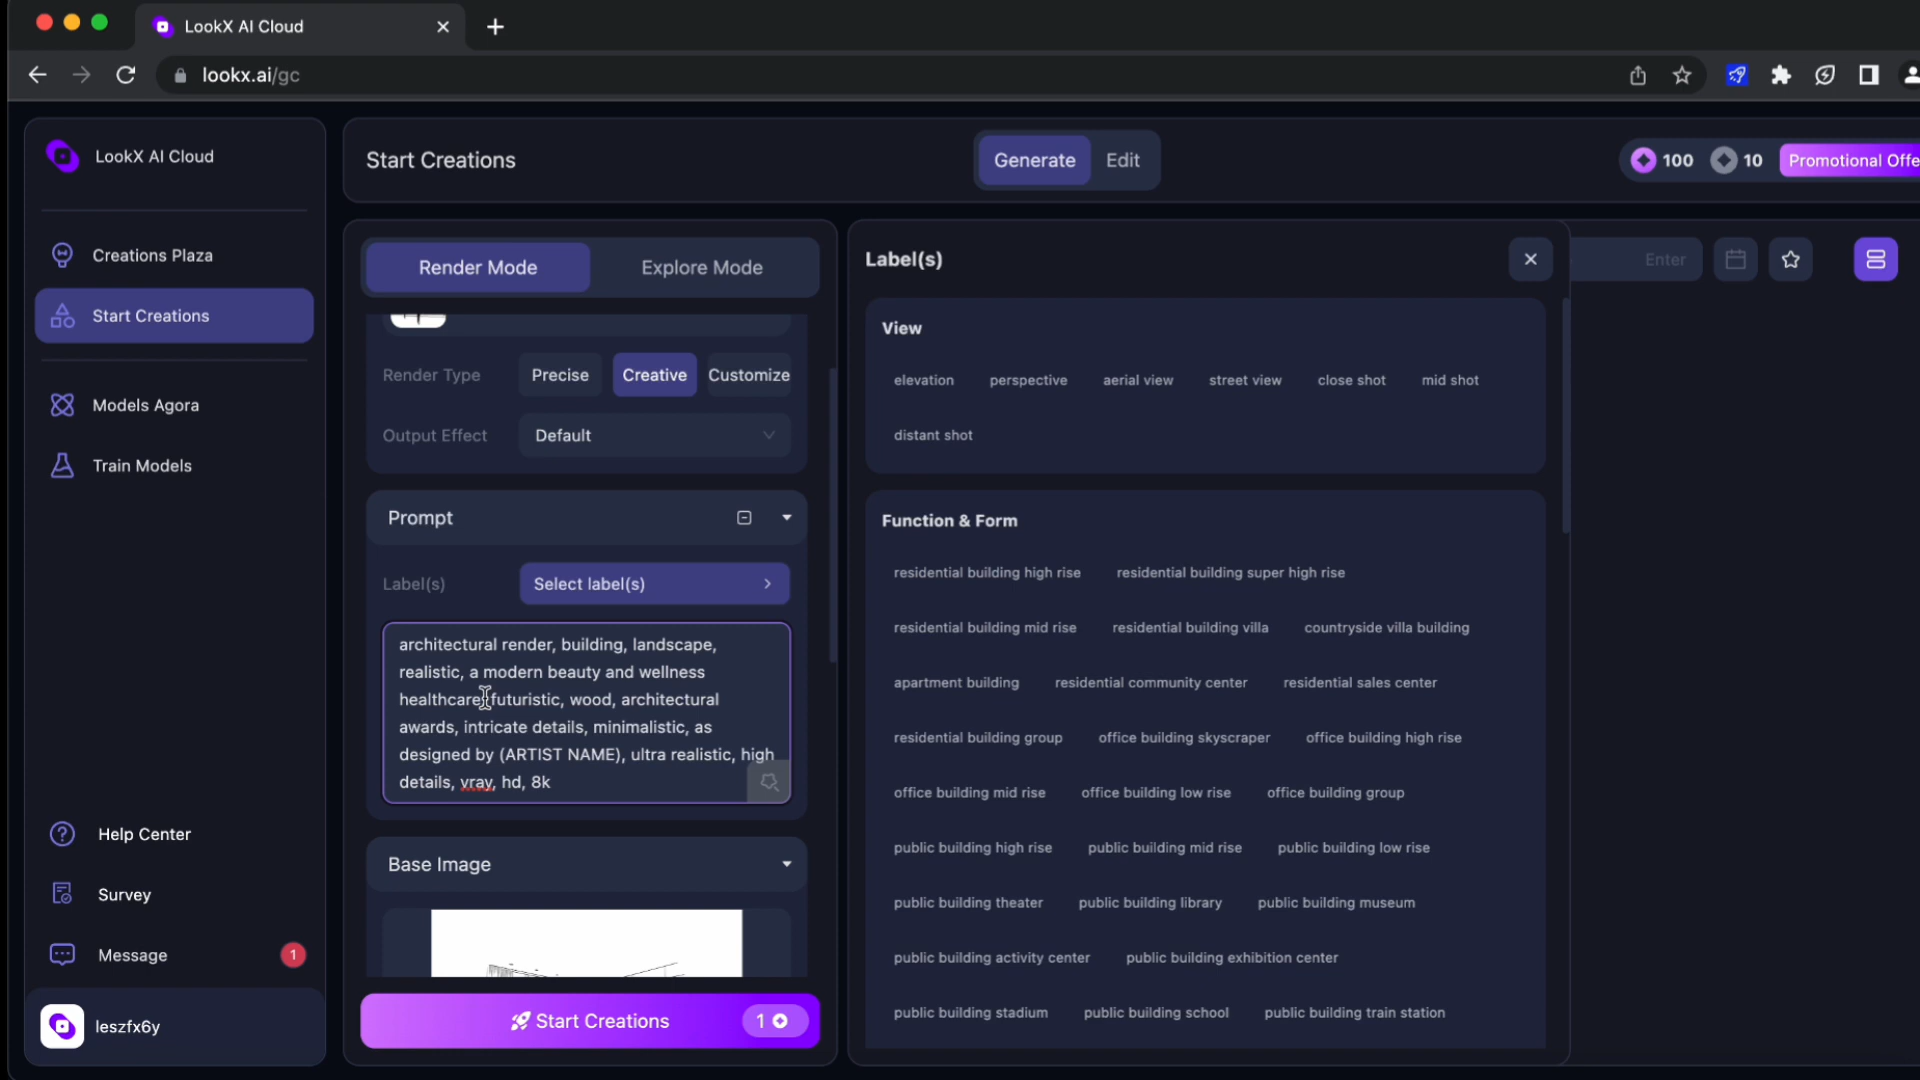 LookX AI Cloud
lookx.ai/gc
LookX AI Cloud
Creations Plaza
Start Creations
Models Agora
Train Models
Help Center
Survey
Message 1
leszfx6y
Start Creations
Generate Edit
100 10 Promotional Offe
Render Mode Explore Mode
Render Type Precise Creative Customize
Output Effect Default
Prompt
Label(s) Select label(s)
architectural render, building, landscape,
realistic, a modern beauty and wellness
healthcare,futuristic, wood, architectural
awards, intricate details, minimalistic, as
designed by (ARTIST NAME), ultra realistic, high
details, vray, hd, 8k
Base Image
Start Creations 1
Label(s)
Enter
View
elevation perspective aerial view street view close shot mid shot
distant shot
Function & Form
residential building high rise residential building super high rise
residential building mid rise residential building villa countryside villa building
apartment building residential community center residential sales center
residential building group office building skyscraper office building high rise
office building mid rise office building low rise office building group
public building high rise public building mid rise public building low rise
public building theater public building library public building museum
public building activity center public building exhibition center
public building stadium public building school public building train station